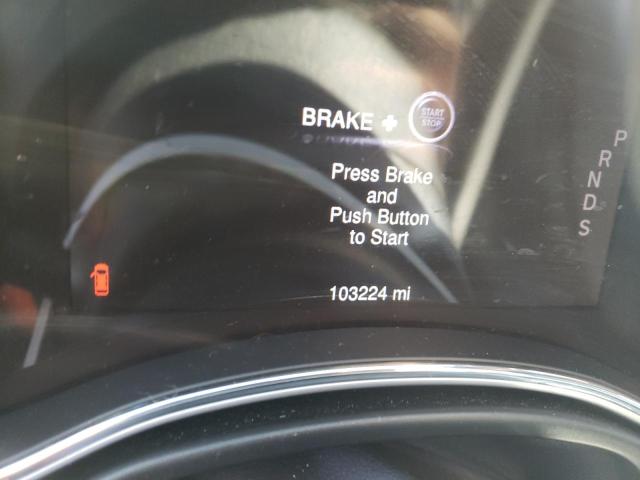 BRAKE + START
STOP
Press Brake
and
Push Button
to Start
103224 mi
P
R
N
D
S